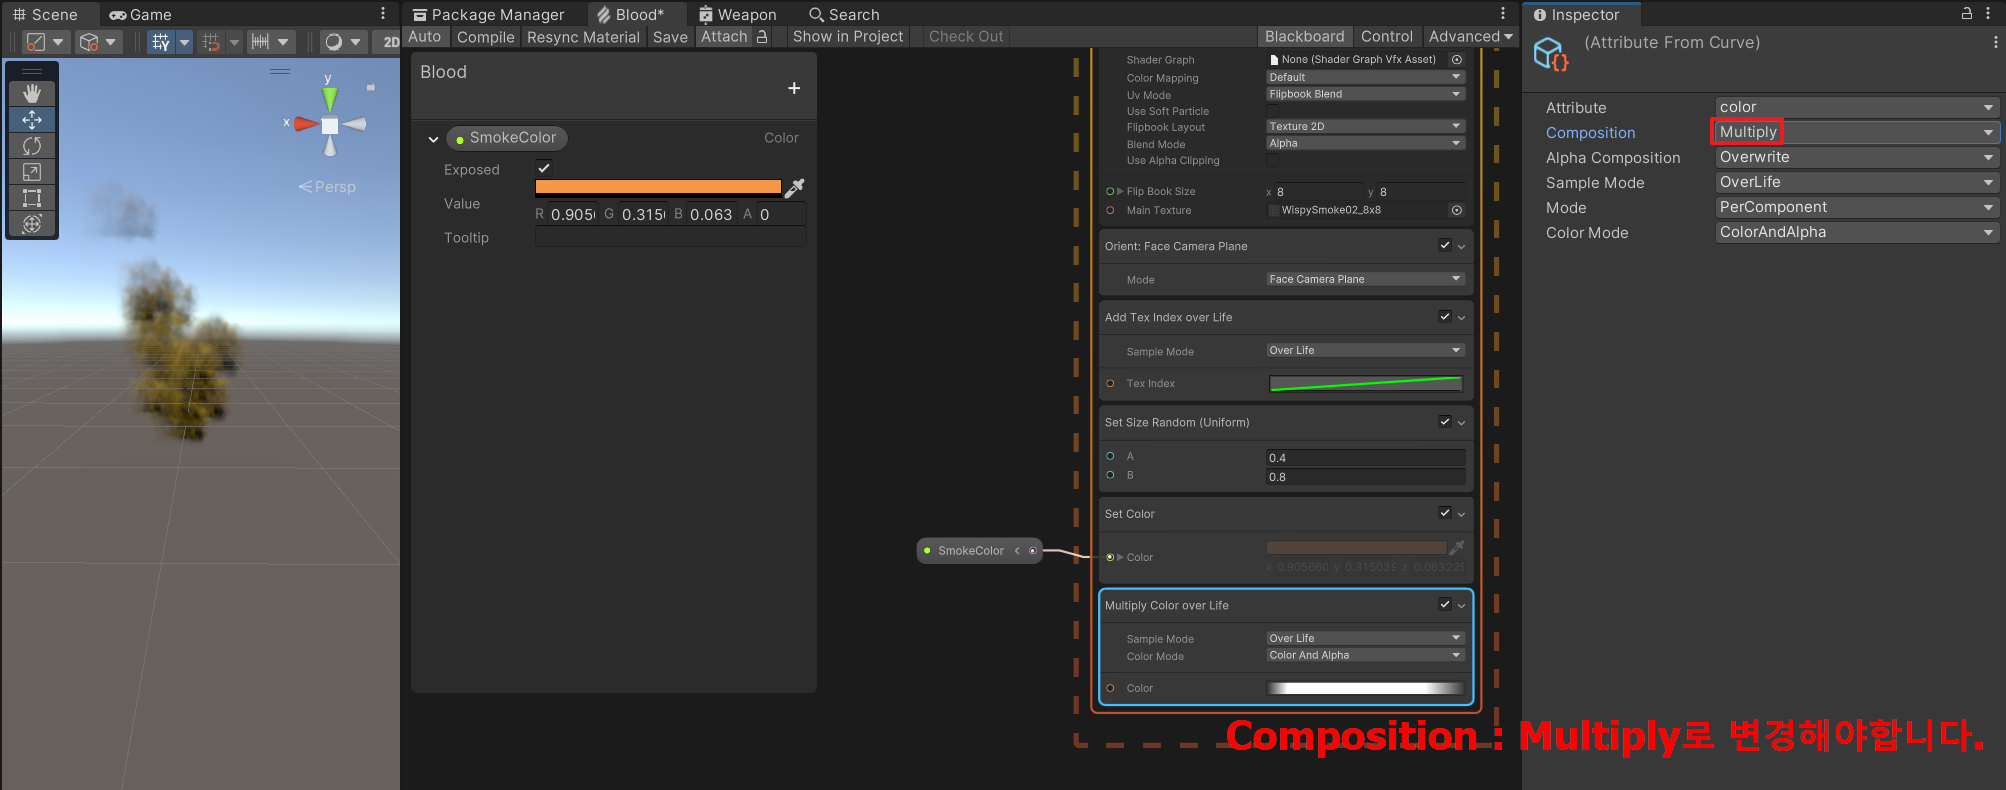 Scene
Game
Package Manager
Blood*
Weapon
Search
Inspector
2D
Auto
Compile
Resync Material
Save
Attach
Show in Project
Check Out
Blackboard
Control
Advanced
y
x
Persp
Blood
+
SmokeColor
Color
Exposed
Value
R 0.905 G 0.315 B 0.063 A 0
Tooltip
SmokeColor
Shader Graph None (Shader Graph Vfx Asset)
Color Mapping Default
Uv Mode Flipbook Blend
Use Soft Particle
Flipbook Layout Texture 2D
Blend Mode Alpha
Use Alpha Clipping
Flip Book Size x 8 y 8
Main Texture WispySmoke02_8x8
Orient: Face Camera Plane
Mode Face Camera Plane
Add Tex Index over Life
Sample Mode Over Life
Tex Index
Set Size Random (Uniform)
A 0.4
B 0.8
Set Color
Color
x 0.905660 y 0.315039 z 0.063225
Multiply Color over Life
Sample Mode Over Life
Color Mode Color And Alpha
Color
(Attribute From Curve)
Attribute color
Composition Multiply
Alpha Composition Overwrite
Sample Mode OverLife
Mode PerComponent
Color Mode ColorAndAlpha
Composition : Multiply로 변경해야합니다.